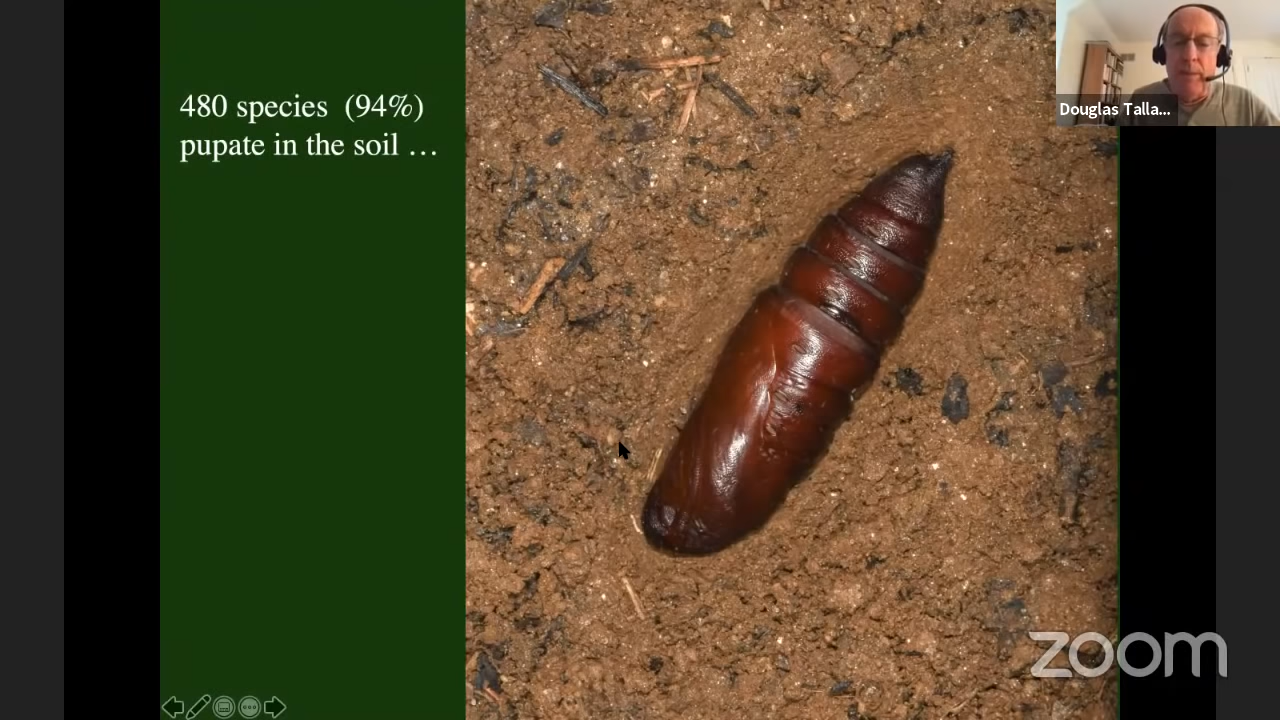 480 species (94%)
pupate in the soil …
Douglas Talla...
zoom